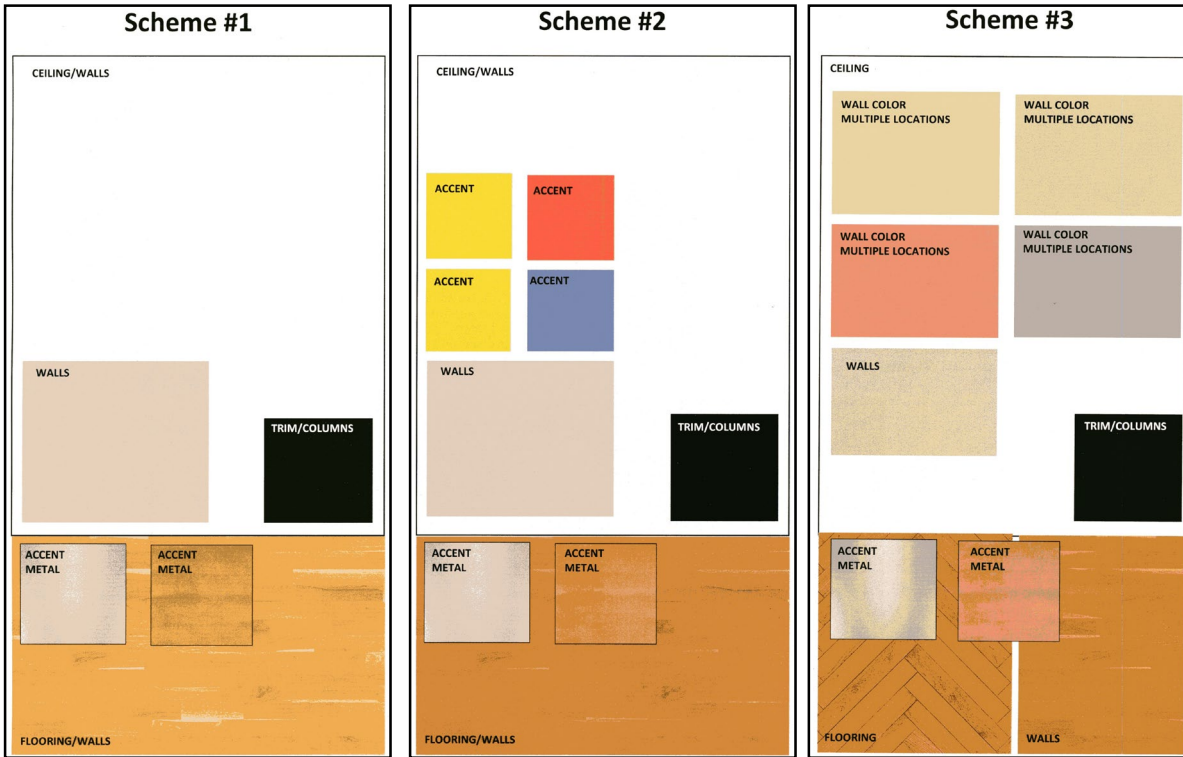 Scheme #1
CEILING/WALLS
WALLS
TRIM/COLUMNS
ACCENT
METAL
ACCENT
METAL
FLOORING/WALLS
Scheme #2
CEILING/WALLS
ACCENT
ACCENT
ACCENT
ACCENT
WALLS
TRIM/COLUMNS
ACCENT
METAL
ACCENT
METAL
FLOORING/WALLS
Scheme #3
CEILING
WALL COLOR
MULTIPLE LOCATIONS
WALL COLOR
MULTIPLE LOCATIONS
WALL COLOR
MULTIPLE LOCATIONS
WALL COLOR
MULTIPLE LOCATIONS
WALLS
TRIM/COLUMNS
ACCENT
METAL
ACCENT
METAL
FLOORING
WALLS